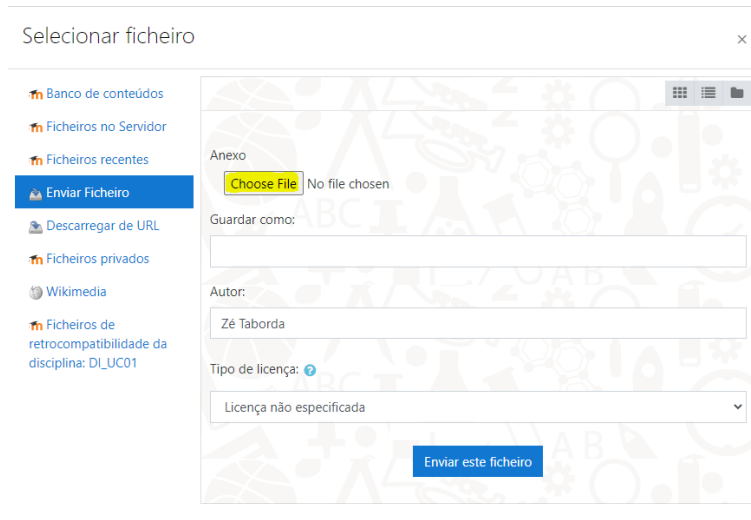 Selecionar ficheiro
×
Banco de conteúdos
Ficheiros no Servidor
Ficheiros recentes
Enviar Ficheiro
Descarregar de URL
Ficheiros privados
Wikimedia
Ficheiros de
retrocompatibilidade da
disciplina: DI_UC01
Anexo
Choose File No file chosen
Guardar como:
Autor:
Zé Taborda
Tipo de licença: ?
Licença não especificada
Enviar este ficheiro